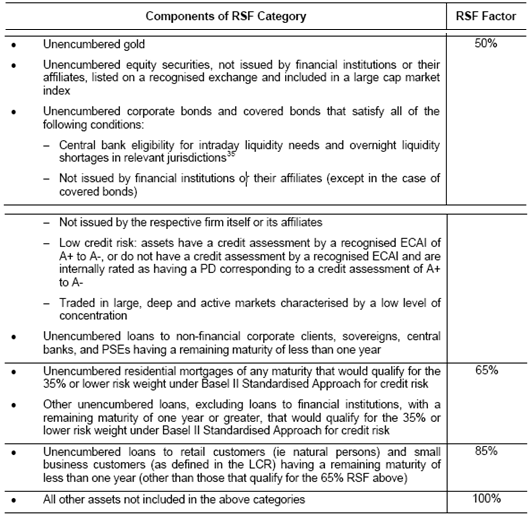 Components of RSF Category RSF Factor
• Unencumbered gold 50%
• Unencumbered equity securities, not issued by financial institutions or their
affiliates, listed on a recognised exchange and included in a large cap market
index
• Unencumbered corporate bonds and covered bonds that satisfy all of the
following conditions:
– Central bank eligibility for intraday liquidity needs and overnight liquidity
shortages in relevant jurisdictions35
– Not issued by financial institutions or their affiliates (except in the case of
covered bonds)
– Not issued by the respective firm itself or its affiliates
– Low credit risk: assets have a credit assessment by a recognised ECAI of
A+ to A-, or do not have a credit assessment by a recognised ECAI and are
internally rated as having a PD corresponding to a credit assessment of A+
to A-
– Traded in large, deep and active markets characterised by a low level of
concentration
• Unencumbered loans to non-financial corporate clients, sovereigns, central
banks, and PSEs having a remaining maturity of less than one year
• Unencumbered residential mortgages of any maturity that would qualify for the 65%
35% or lower risk weight under Basel II Standardised Approach for credit risk
• Other unencumbered loans, excluding loans to financial institutions, with a
remaining maturity of one year or greater, that would qualify for the 35% or
lower risk weight under Basel II Standardised Approach for credit risk
• Unencumbered loans to retail customers (ie natural persons) and small 85%
business customers (as defined in the LCR) having a remaining maturity of
less than one year (other than those that qualify for the 65% RSF above)
• All other assets not included in the above categories 100%